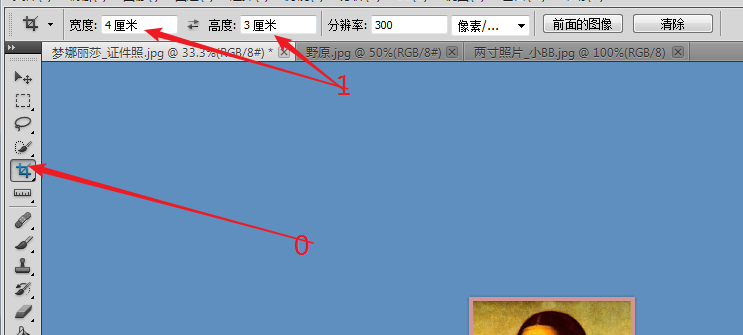 宽度: 4 厘米 高度: 3 厘米 分辨率: 300 像素/... 前面的图像 清除
梦娜丽莎_证件照.jpg @ 33.3%(RGB/8#) * 野原.jpg @ 50%(RGB/8#) 两寸照片_小BB.jpg @ 100%(RGB/8)
1
0